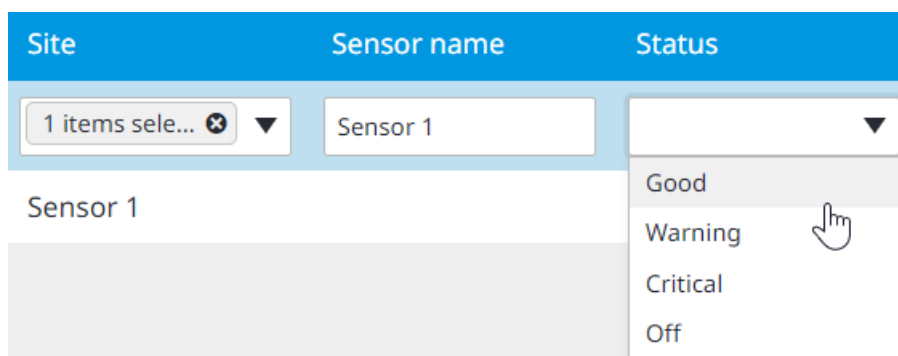 Site Sensor name Status
1 items sele... Sensor 1
Good
Sensor 1
Warning
Critical
Off